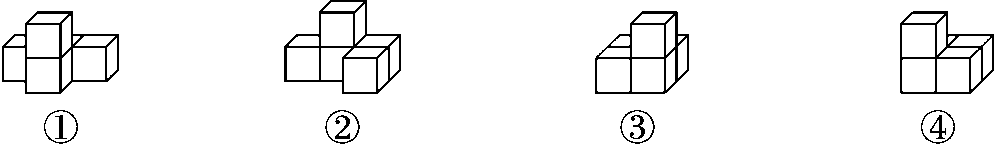 ① ② ③ ④